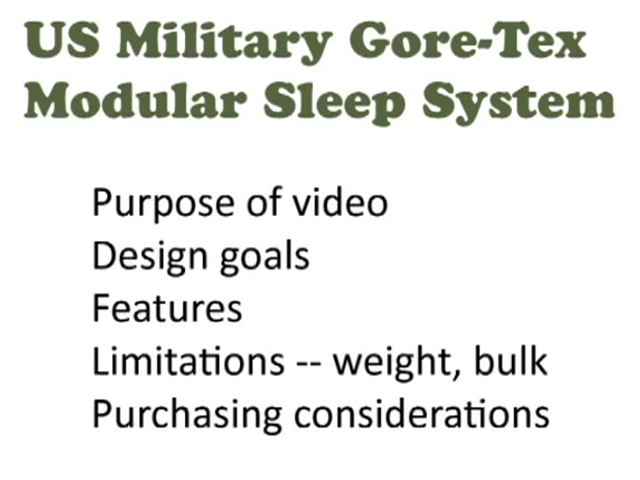 US Military Gore-Tex
Modular Sleep System
Purpose of video
Design goals
Features
Limitations -- weight, bulk
Purchasing considerations